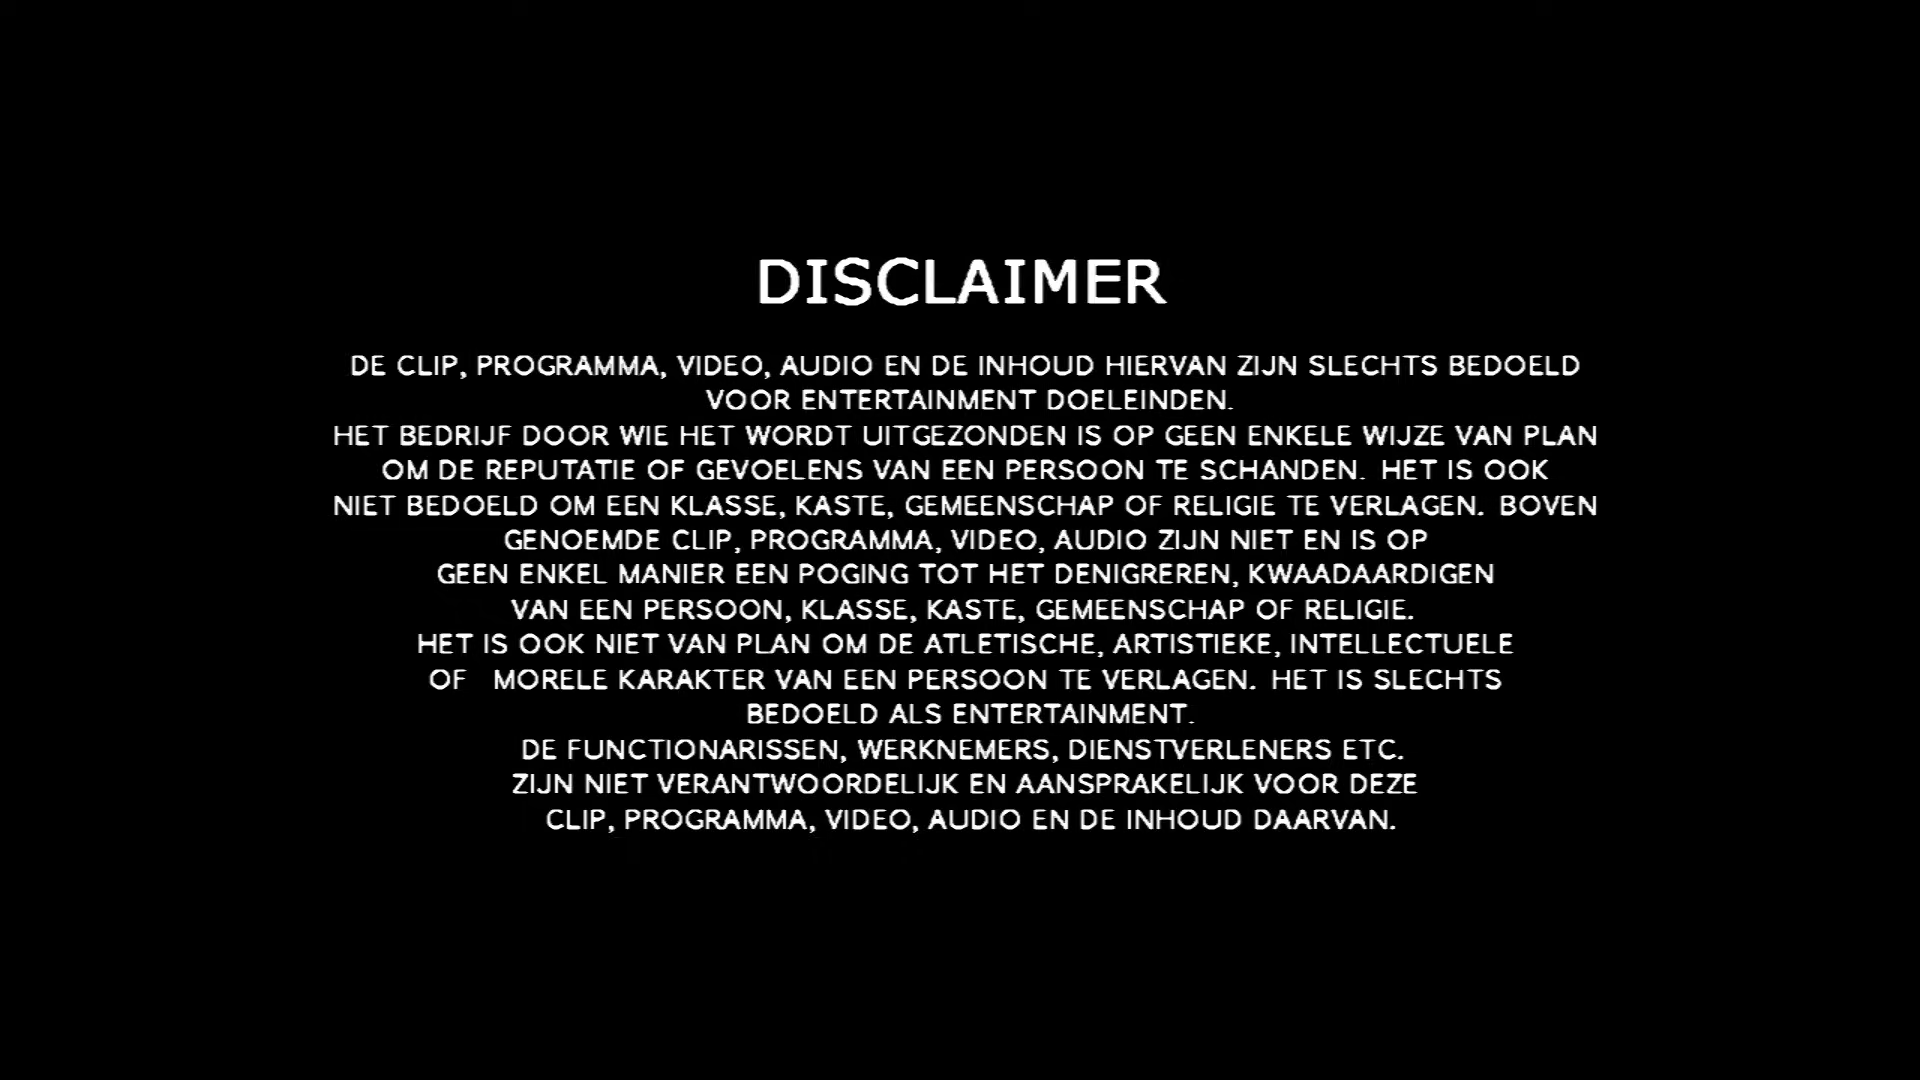 DISCLAIMER
DE CLIP, PROGRAMMA, VIDEO, AUDIO EN DE INHOUD HIERVAN ZIJN SLECHTS BEDOELD
VOOR ENTERTAINMENT DOELEINDEN.
HET BEDRIJF DOOR WIE HET WORDT UITGEZONDEN IS OP GEEN ENKELE WIJZE VAN PLAN
OM DE REPUTATIE OF GEVOELENS VAN EEN PERSOON TE SCHANDEN. HET IS OOK
NIET BEDOELD OM EEN KLASSE, KASTE, GEMEENSCHAP OF RELIGIE TE VERLAGEN. BOVEN
GENOEMDE CLIP, PROGRAMMA, VIDEO, AUDIO ZIJN NIET EN IS OP
GEEN ENKEL MANIER EEN POGING TOT HET DENIGREREN, KWAADAARDIGEN
VAN EEN PERSOON, KLASSE, KASTE, GEMEENSCHAP OF RELIGIE.
HET IS OOK NIET VAN PLAN OM DE ATLETISCHE, ARTISTIEKE, INTELLECTUELE
OF MORELE KARAKTER VAN EEN PERSOON TE VERLAGEN. HET IS SLECHTS
BEDOELD ALS ENTERTAINMENT.
DE FUNCTIONARISSEN, WERKNEMERS, DIENSTVERLENERS ETC.
ZIJN NIET VERANTWOORDELIJK EN AANSPRAKELIJK VOOR DEZE
CLIP, PROGRAMMA, VIDEO, AUDIO EN DE INHOUD DAARVAN.